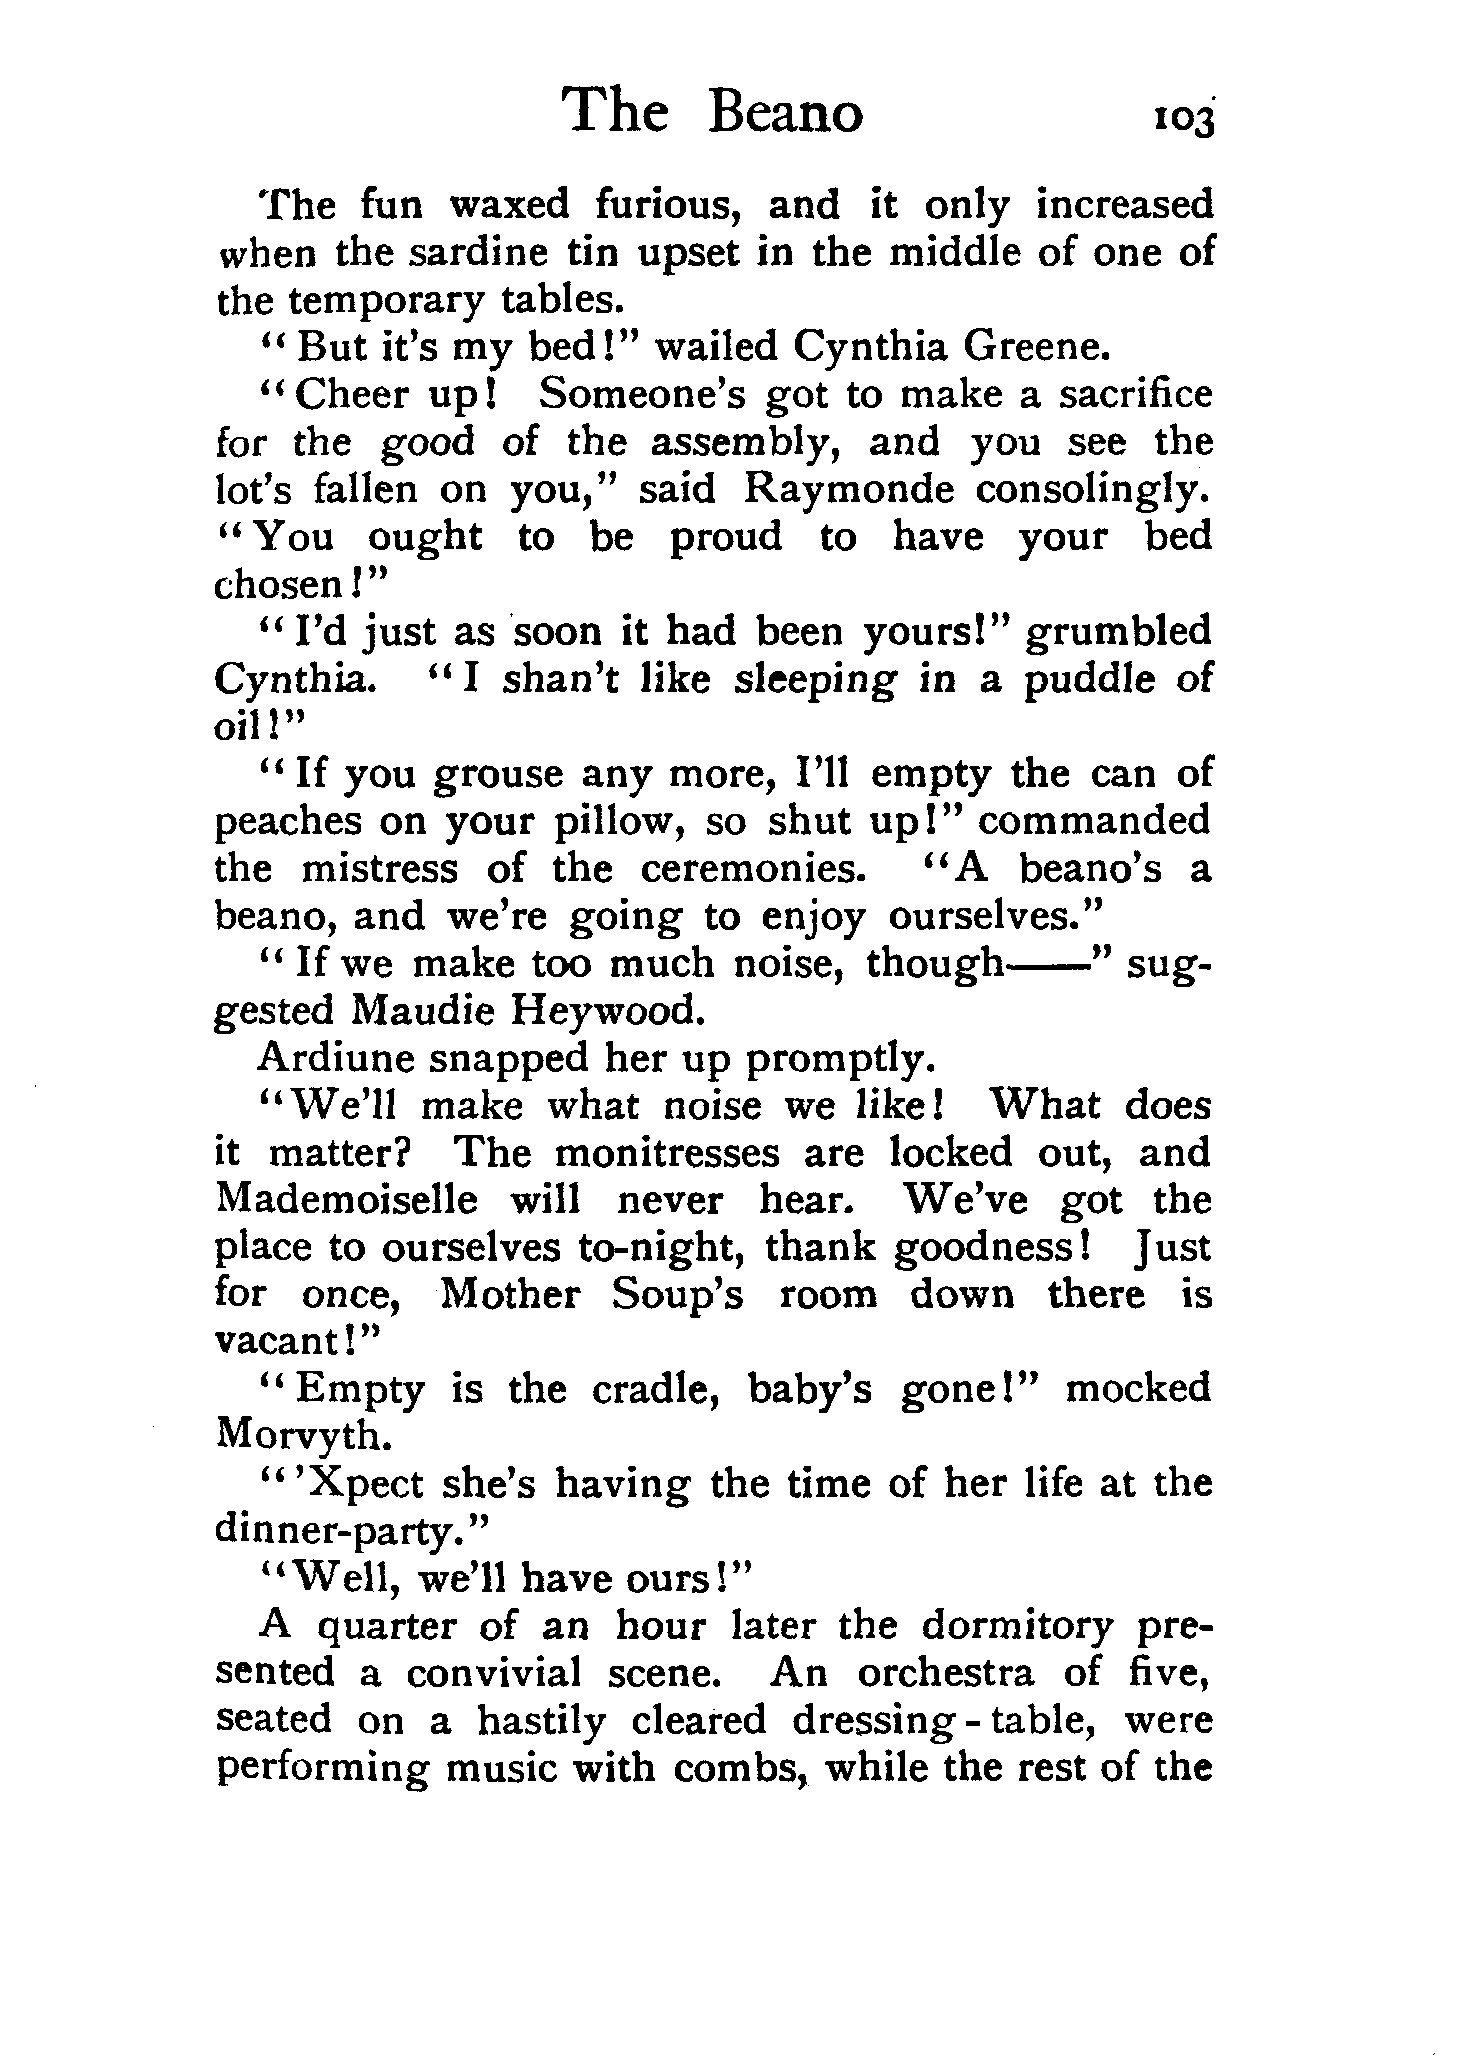 The Beano 103
The fun waxed furious, and it only increased
when the sardine tin upset in the middle of one of
the temporary tables.
“But it's my bed!” wailed Cynthia Greene.
“Cheer up! Someone's got to make a sacrifice
for the good of the assembly, and you see the
lot's fallen on you,” said Raymonde consolingly.
“You ought to be proud to have your bed
chosen!”
“I'd just as soon it had been yours!” grumbled
Cynthia. “I shan't like sleeping in a puddle of
oil!”
“If you grouse any more, I'll empty the can of
peaches on your pillow, so shut up!” commanded
the mistress of the ceremonies. “A beano's a
beano, and we're going to enjoy ourselves.”
“If we make too much noise, though——” sug-
gested Maudie Heywood.
Ardiune snapped her up promptly.
“We'll make what noise we like! What does
it matter? The monitresses are locked out, and
Mademoiselle will never hear. We've got the
place to ourselves to-night, thank goodness! Just
for once, Mother Soup's room down there is
vacant!”
“Empty is the cradle, baby's gone!” mocked
Morvyth.
“'Xpect she's having the time of her life at the
dinner-party.”
“Well, we'll have ours!”
A quarter of an hour later the dormitory pre-
sented a convivial scene. An orchestra of five,
seated on a hastily cleared dressing-table, were
performing music with combs, while the rest of the